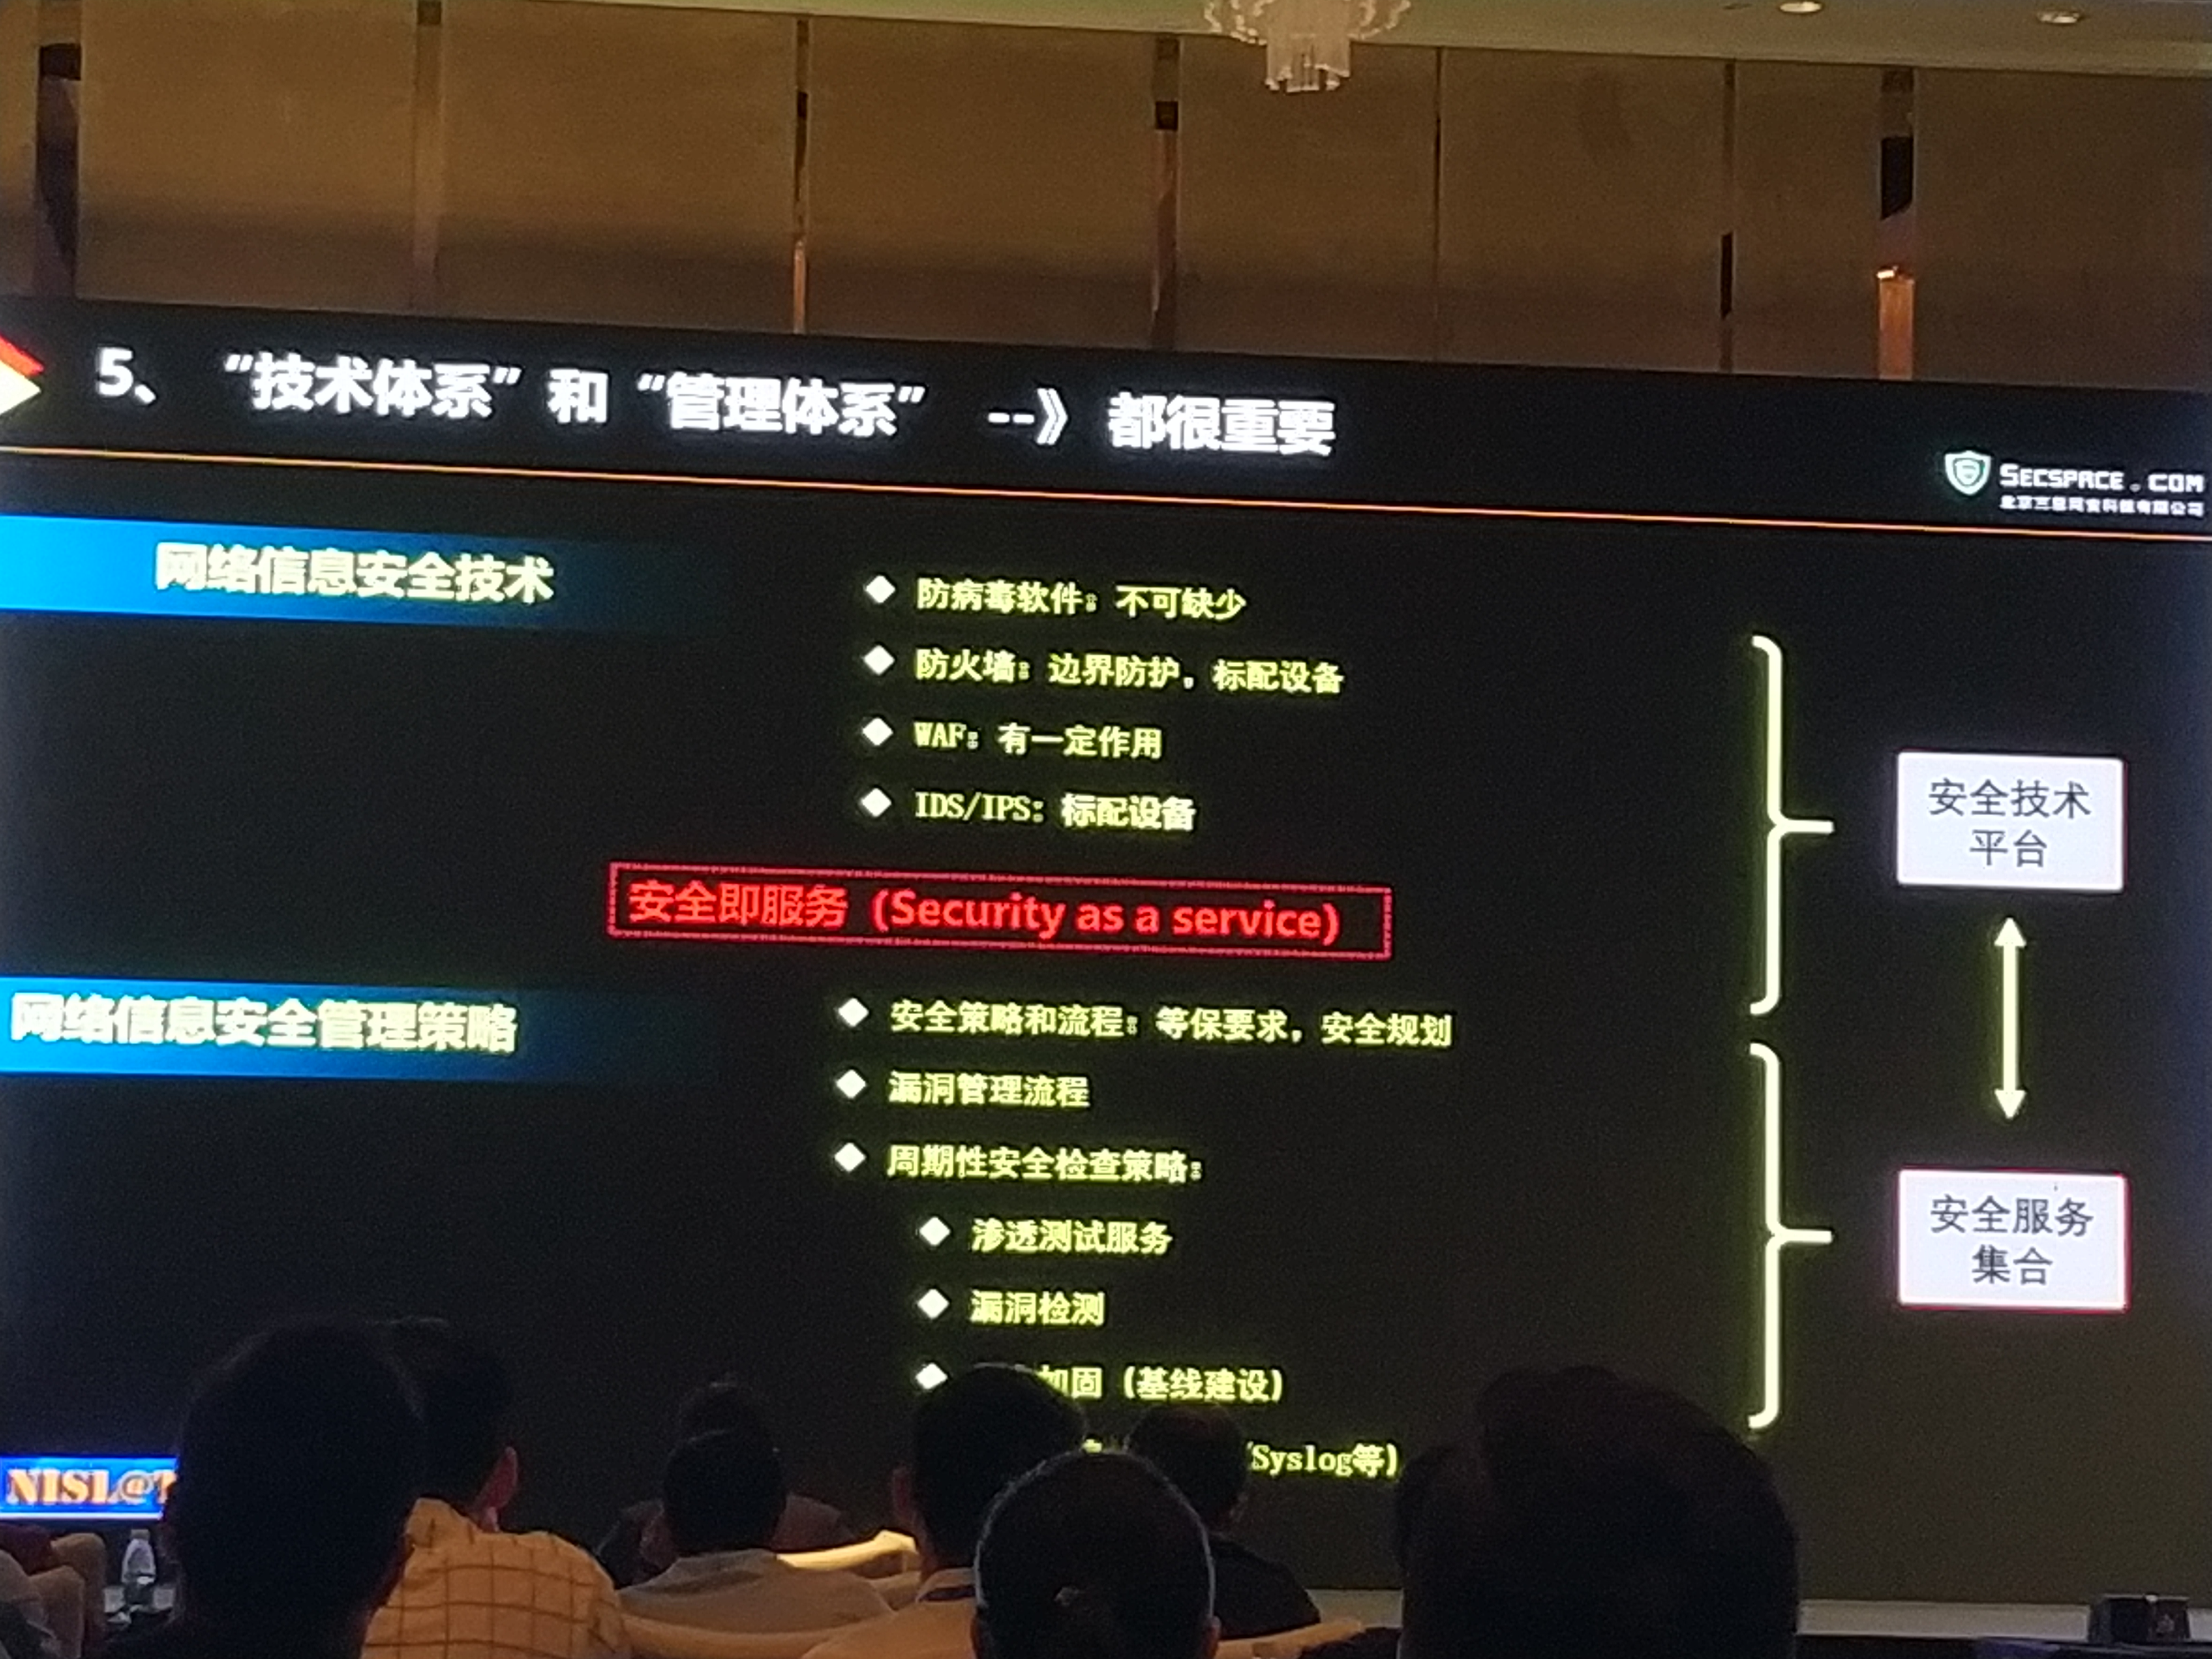 5、 “技术体系”和“管理体系” --》 都很重要
SECSPACE.COM
网络信息安全技术
◆ 防病毒软件：不可缺少
◆ 防火墙：边界防护，标配设备
◆ WAF：有一定作用
◆ IDS/IPS：标配设备
安全技术
平台
安全即服务（Security as a service)
网络信息安全管理策略
◆ 安全策略和流程：等保要求，安全规划
◆ 漏洞管理流程
◆ 周期性安全检查策略：
◆ 渗透测试服务
◆ 漏洞检测
◆ 加固（基线建设）
Syslog等）
安全服务
集合
NISL@